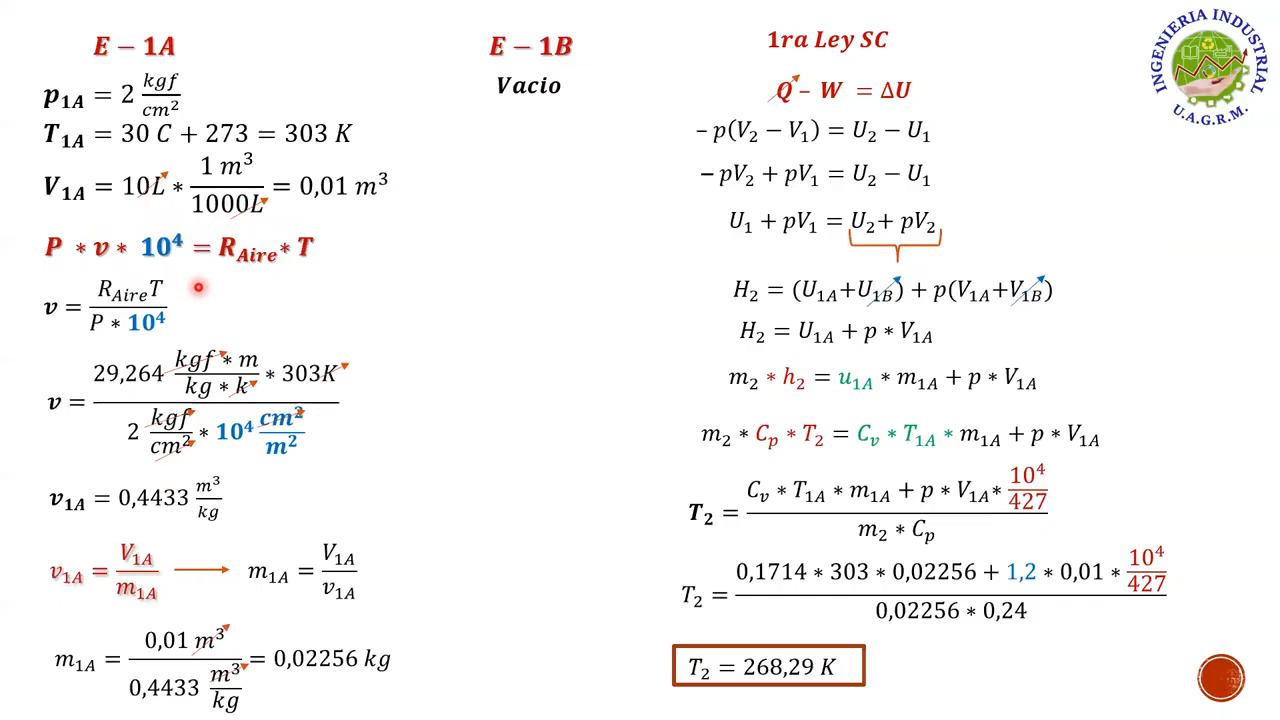 E − 1A
p₁A = 2 kgf/cm²
T₁A = 30 C + 273 = 303 K
V₁A = 10L ∗ 1 m³/1000L = 0,01 m³
P ∗ v ∗ 10⁴ = R_Aire ∗ T
v = R_Aire T / P ∗ 10⁴
v = 29,264 kgf ∗ m/kg ∗ k ∗ 303K / 2 kgf/cm² ∗ 10⁴ cm²/m²
v₁A = 0,4433 m³/kg
v₁A = V₁A/m₁A → m₁A = V₁A/v₁A
m₁A = 0,01 m³ / 0,4433 m³/kg = 0,02256 kg
E − 1B
Vacio
1ra Ley SC
Q − W = ΔU
− p(V₂ − V₁) = U₂ − U₁
− pV₂ + pV₁ = U₂ − U₁
U₁ + pV₁ = U₂+ pV₂
H₂ = (U₁A+U₁B) + p(V₁A+V₁B)
H₂ = U₁A + p ∗ V₁A
m₂ ∗ h₂ = u₁A ∗ m₁A + p ∗ V₁A
m₂ ∗ Cp ∗ T₂ = Cv ∗ T₁A ∗ m₁A + p ∗ V₁A
T₂ = Cv ∗ T₁A ∗ m₁A + p ∗ V₁A ∗ 10⁴/427 / m₂ ∗ Cp
T₂ = 0,1714 ∗ 303 ∗ 0,02256 + 1,2 ∗ 0,01 ∗ 10⁴/427 / 0,02256 ∗ 0,24
T₂ = 268,29 K
INGENIERIA INDUSTRIAL
U.A.G.R.M.